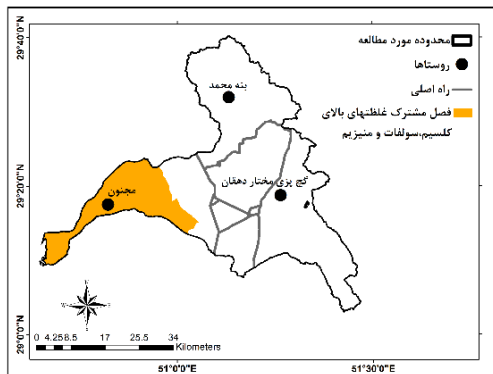 محدوده مورد مطالعه
روستاها
راه اصلی
فصل مشترک غلظتهای بالای
کلسیم،سولفات و منیزیم
بنه محمد
گچ پزی مختار دهقان
مجنون
29°40'0"N
29°20'0"N
29°0'0"N
N
W
E
S
0 4.25 8.5 17 25.5 34
Kilometers
51°0'0"E
51°30'0"E